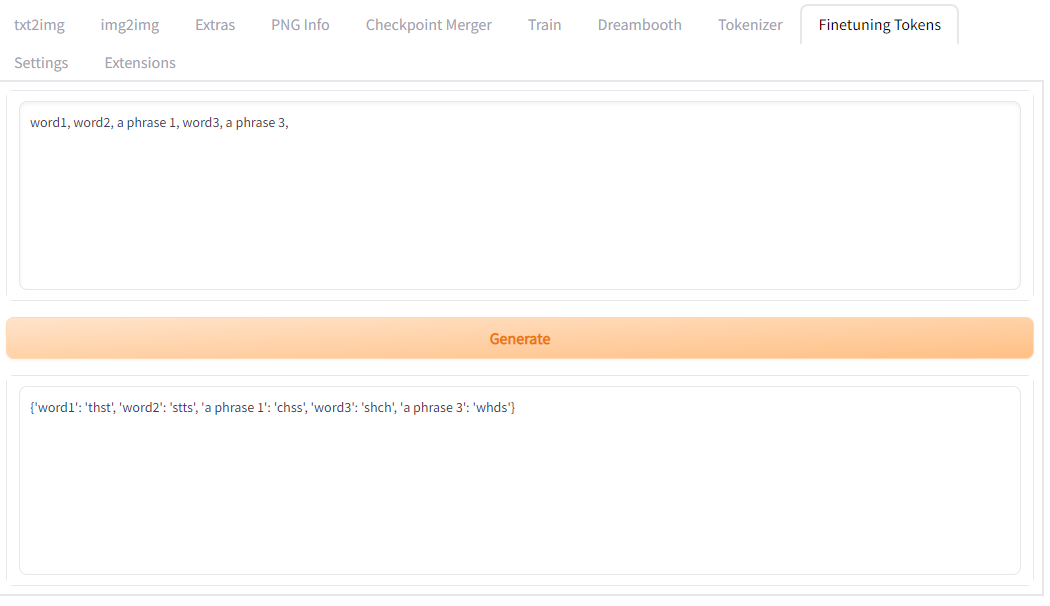 txt2img img2img Extras PNG Info Checkpoint Merger Train Dreambooth Tokenizer Finetuning Tokens
Settings Extensions
word1, word2, a phrase 1, word3, a phrase 3,
Generate
{'word1': 'thst', 'word2': 'stts', 'a phrase 1': 'chss', 'word3': 'shch', 'a phrase 3': 'whds'}